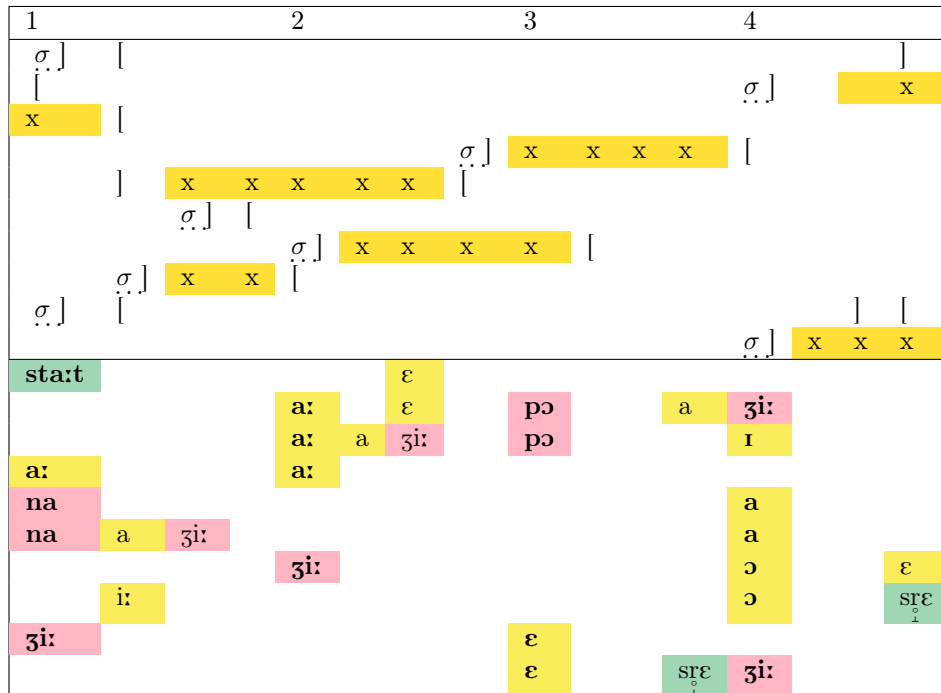 1 2 3 4
σ ] [ ]
[ σ ] x
x [
σ ] x x x x [
] x x x x x [
σ ] [
σ ] x x x x [
σ ] x x [
σ ] [ ] [
σ ] x x x
staːt ɛ
aː ɛ pɔ a ʒiː
aː a ʒiː pɔ ɪ
aː aː
na a
na a ʒiː a
ʒiː ɔ ɛ
iː ɔ sr̥˔ɛ
ʒiː ɛ
ɛ sr̥˔ɛ ʒiː